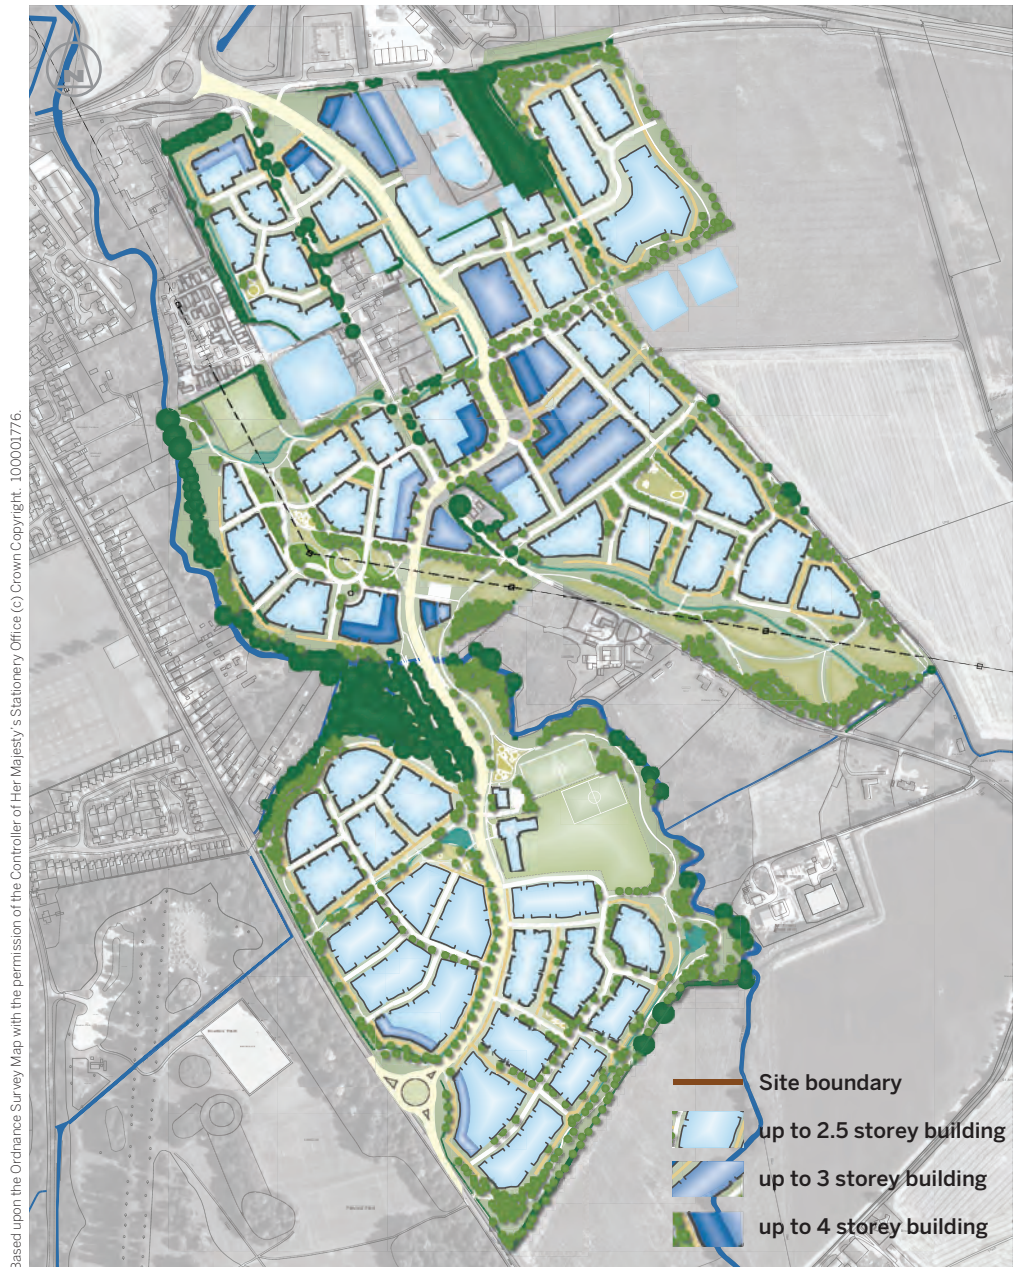 N
Based upon the Ordnance Survey Map with the permission of the Controller of Her Majesty's Stationery Office (c) Crown Copyright. 100001776.
Site boundary
up to 2.5 storey building
up to 3 storey building
up to 4 storey building